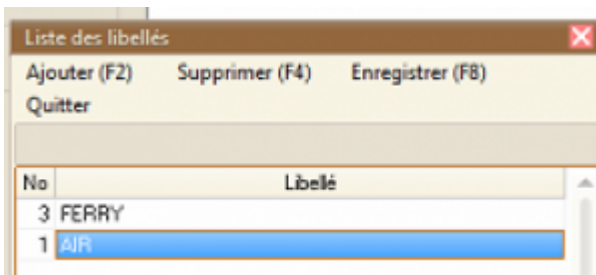 Liste des libellés
Ajouter (F2) Supprimer (F4) Enregistrer (F8)
Quitter
No Libellé
3 FERRY
1 AIR